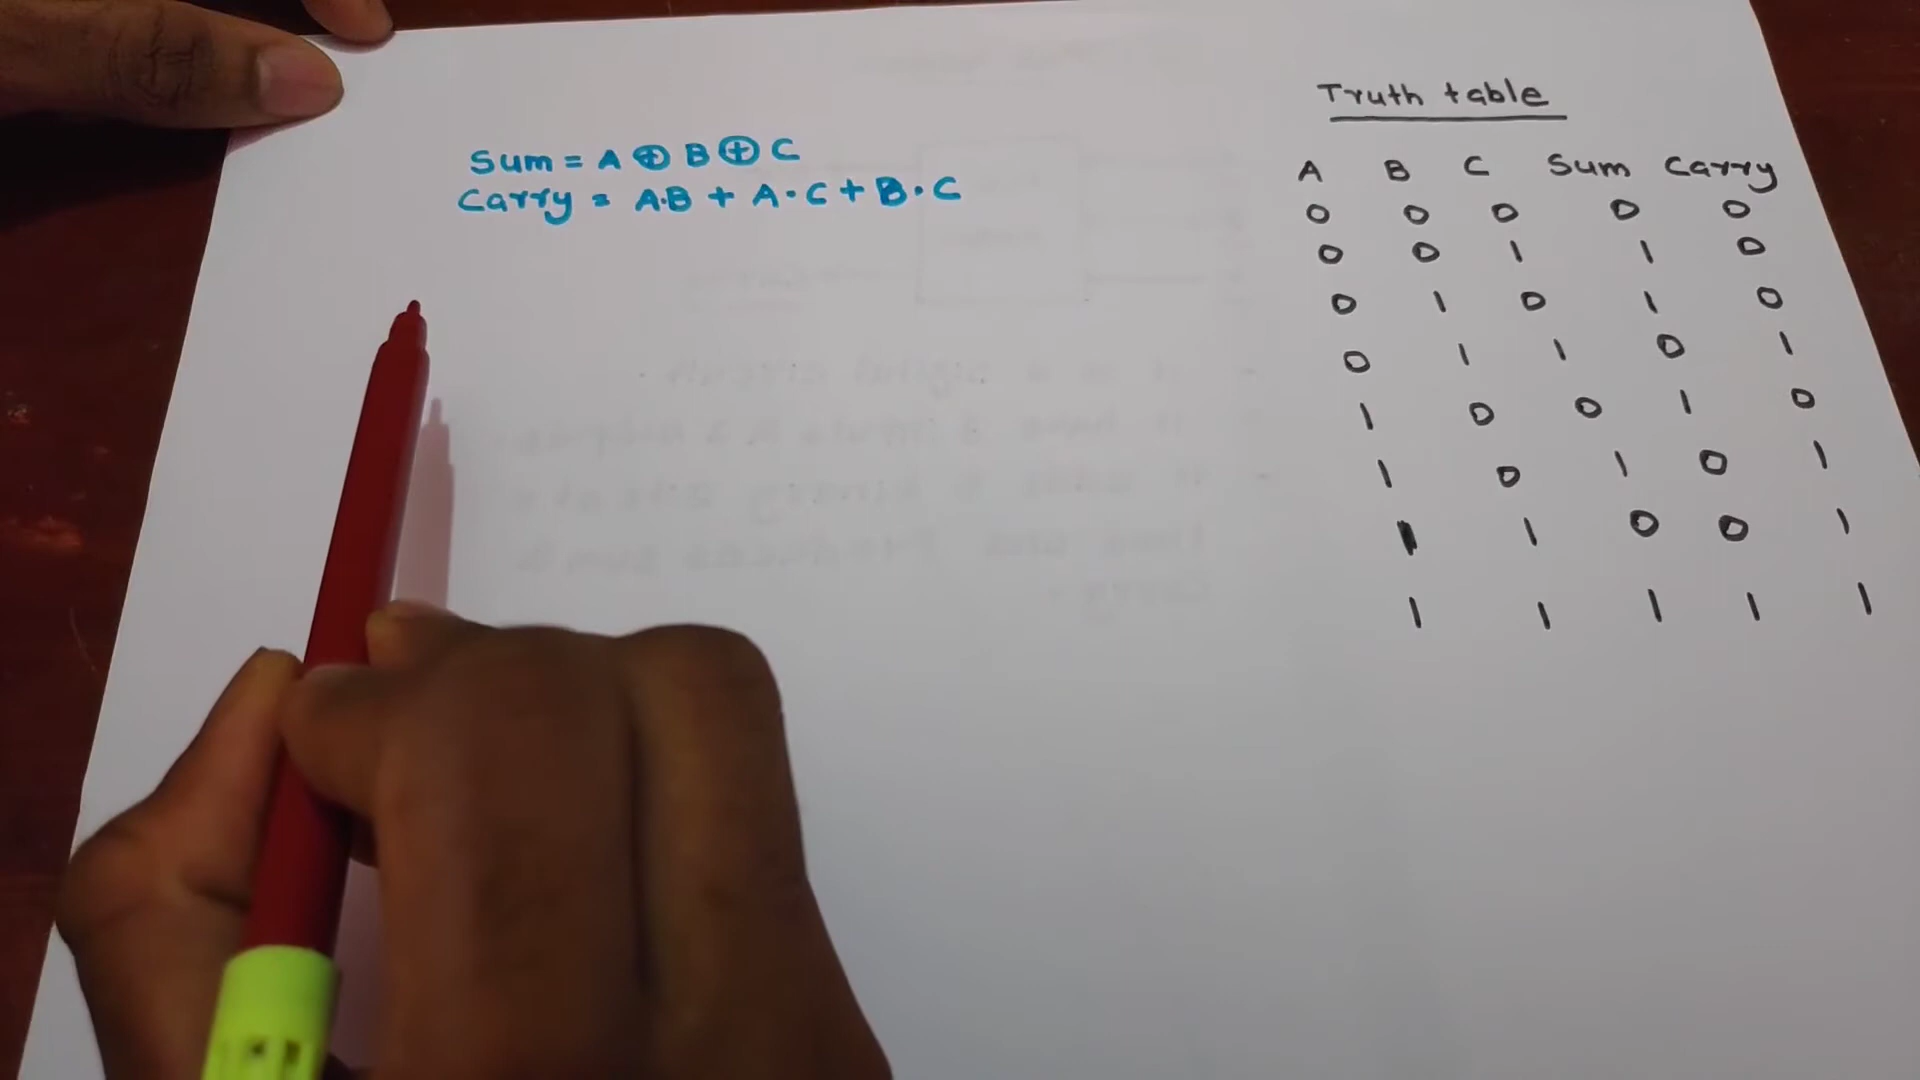 Sum = A ⊕ B ⊕ C
Carry = A·B + A·C + B·C
Truth table
A B C Sum Carry
0 0 0 0 0
0 0 1 1 0
0 1 0 1 0
0 1 1 0 1
1 0 0 1 0
1 0 1 0 1
1 1 0 0 1
1 1 1 1 1